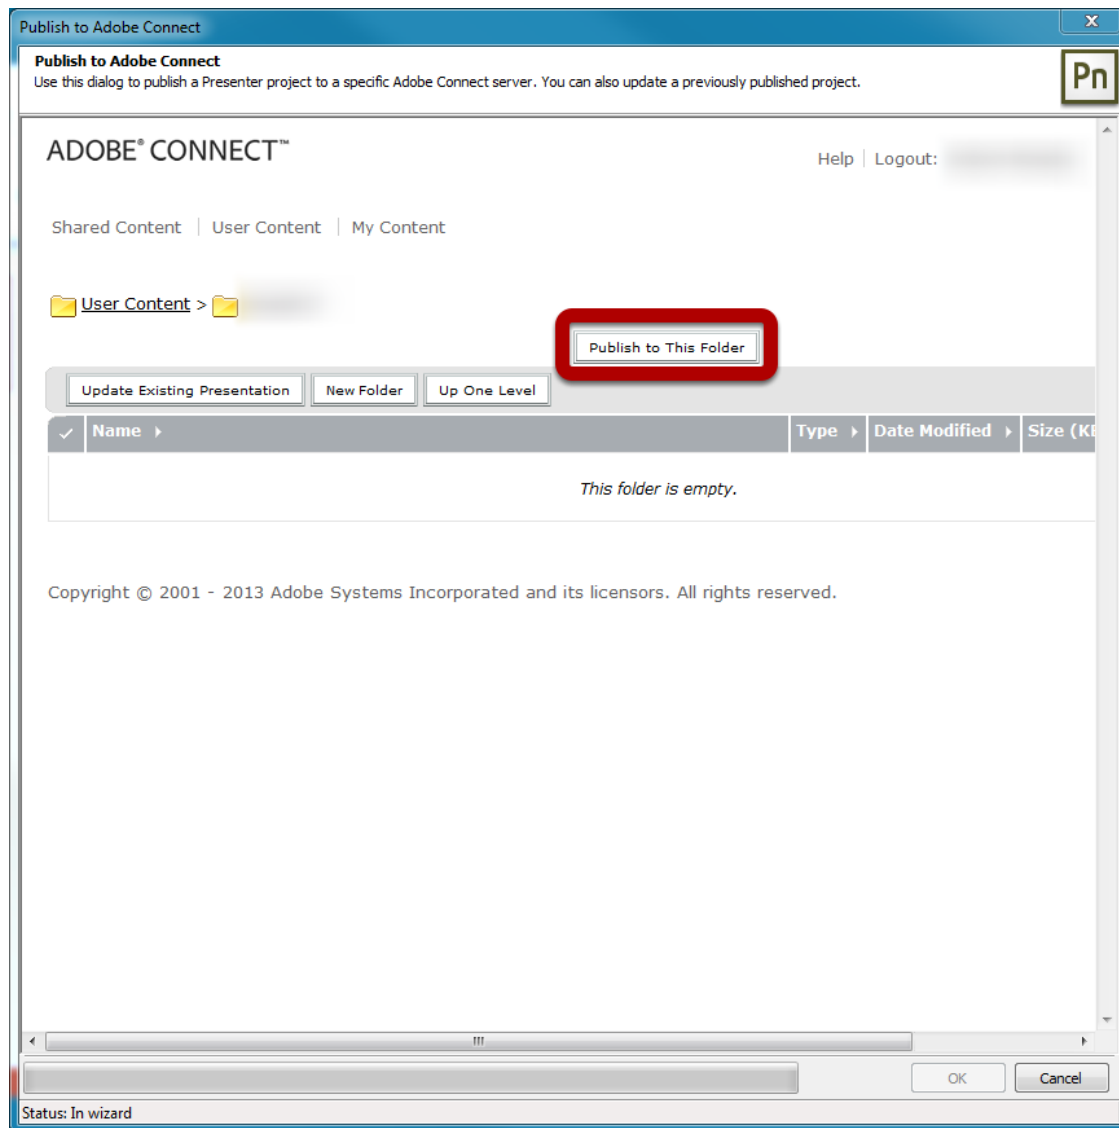 Publish to Adobe Connect
X
Publish to Adobe Connect
Use this dialog to publish a Presenter project to a specific Adobe Connect server. You can also update a previously published project.
Pn
ADOBE® CONNECT™
Help | Logout:
Shared Content | User Content | My Content
User Content >
Publish to This Folder
Update Existing Presentation New Folder Up One Level
Name Type Date Modified Size (KB
This folder is empty.
Copyright © 2001 - 2013 Adobe Systems Incorporated and its licensors. All rights reserved.
OK Cancel
Status: In wizard